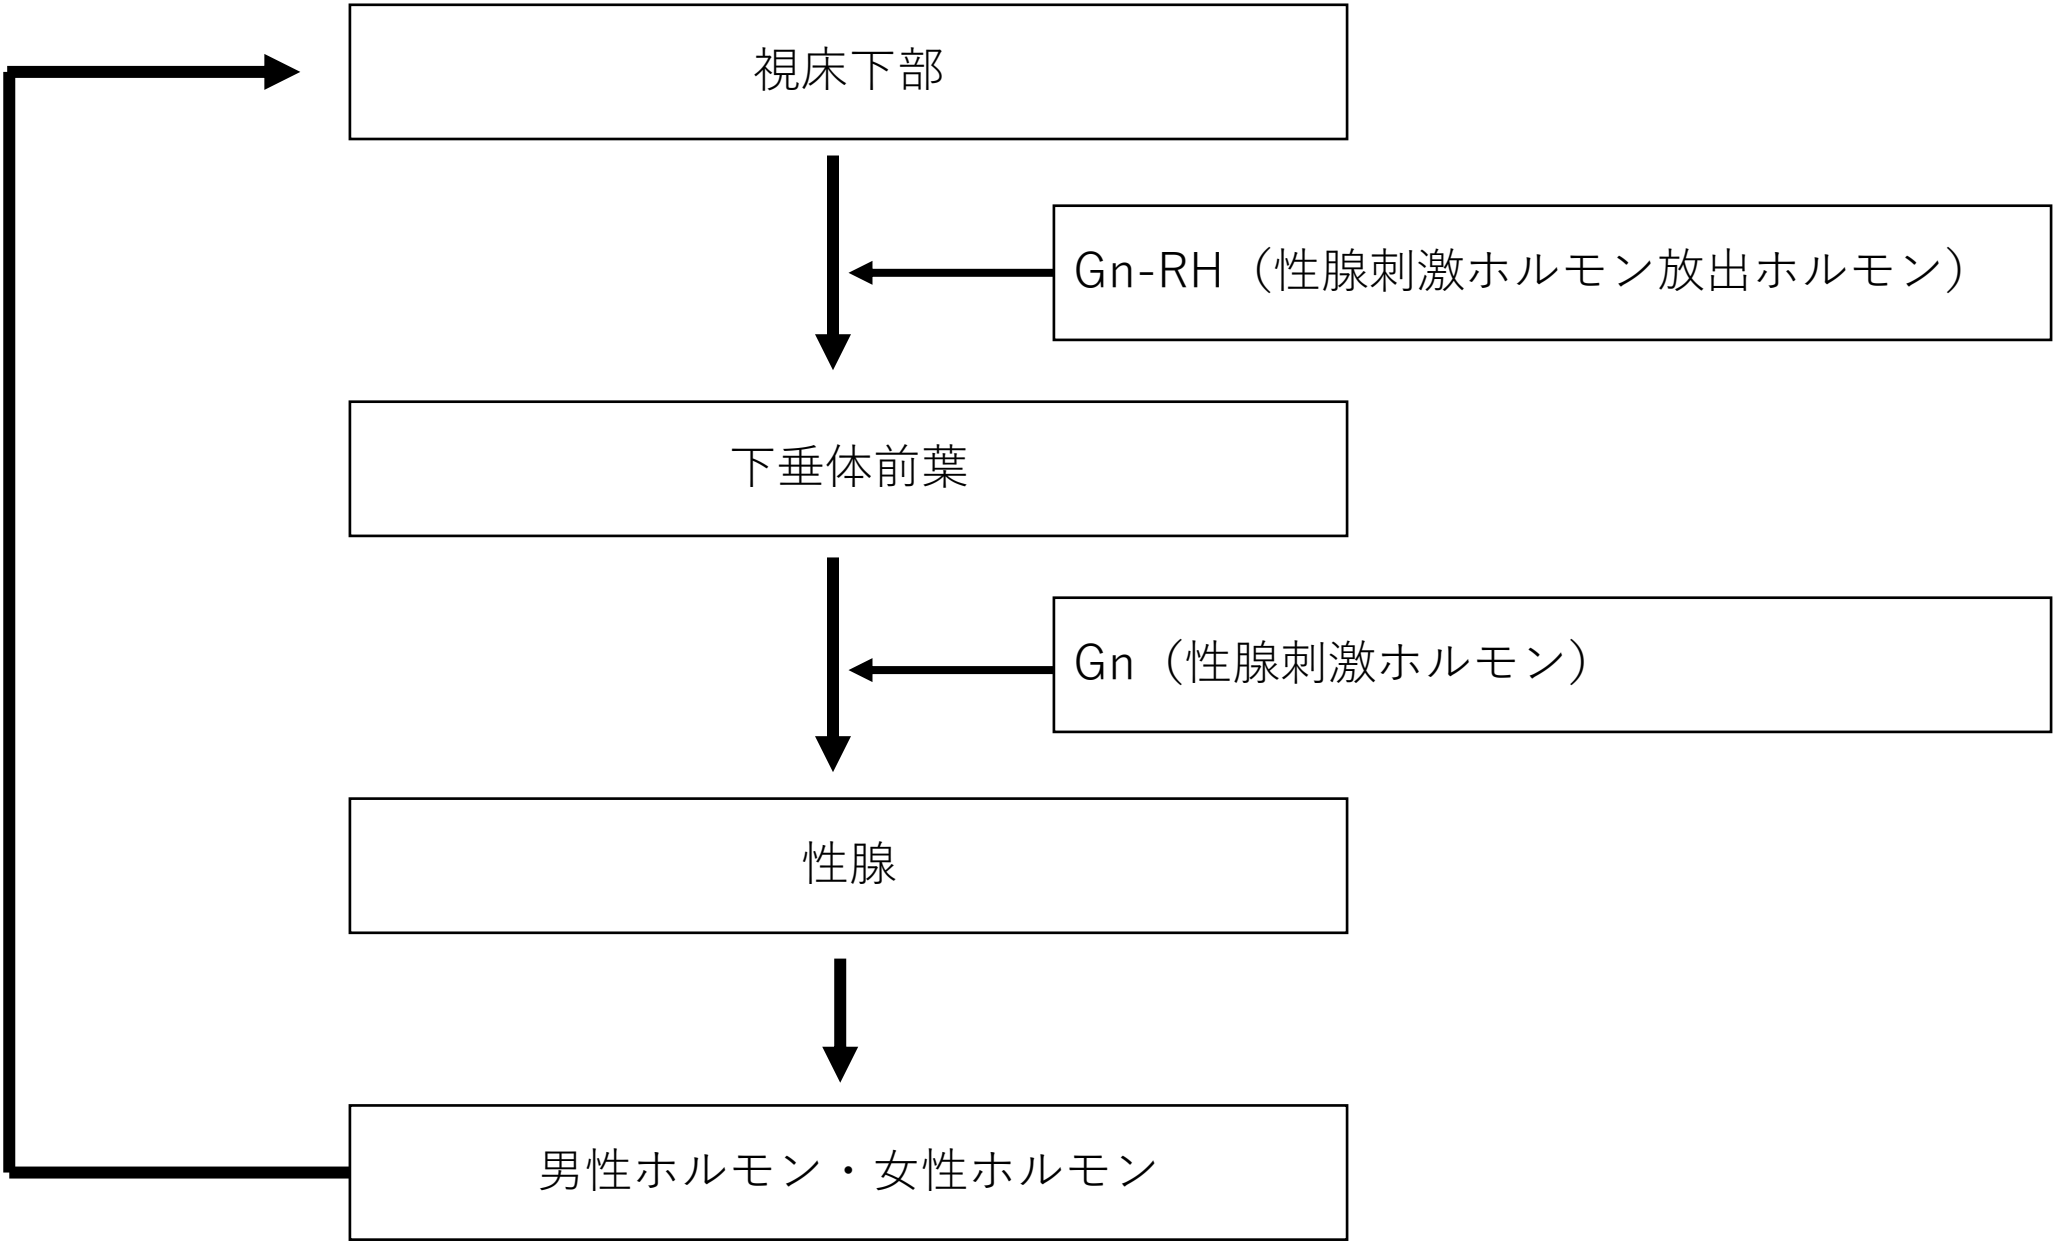 視床下部
Gn-RH（性腺刺激ホルモン放出ホルモン）
下垂体前葉
Gn（性腺刺激ホルモン）
性腺
男性ホルモン・女性ホルモン